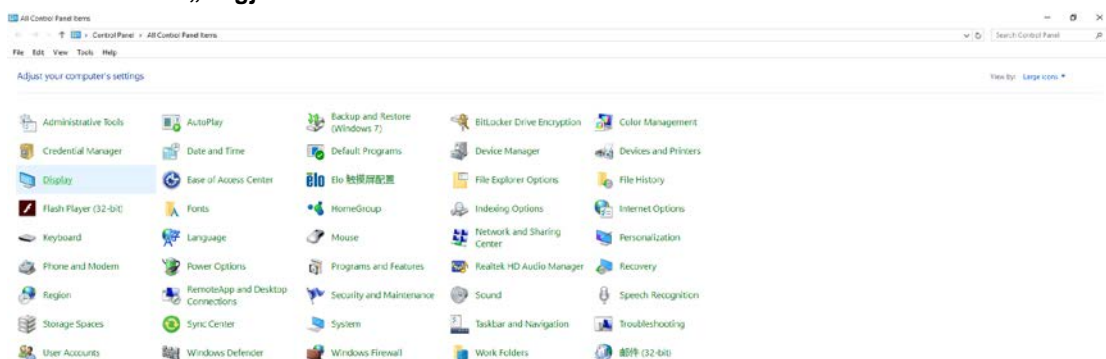 All Control Panel Items
Control Panel › All Control Panel Items
Search Control Panel
File Edit View Tools Help
Adjust your computer's settings
View by: Large icons
Administrative Tools
AutoPlay
Backup and Restore
(Windows 7)
BitLocker Drive Encryption
Color Management
Credential Manager
Date and Time
Default Programs
Device Manager
Devices and Printers
Display
Ease of Access Center
elo Elo 触摸屏配置
File Explorer Options
File History
Flash Player (32-bit)
Fonts
HomeGroup
Indexing Options
Internet Options
Keyboard
Language
Mouse
Network and Sharing
Center
Personalization
Phone and Modem
Power Options
Programs and Features
Realtek HD Audio Manager
Recovery
Region
RemoteApp and Desktop
Connections
Security and Maintenance
Sound
Speech Recognition
Storage Spaces
Sync Center
System
Taskbar and Navigation
Troubleshooting
User Accounts
Windows Defender
Windows Firewall
Work Folders
邮件 (32-bit)